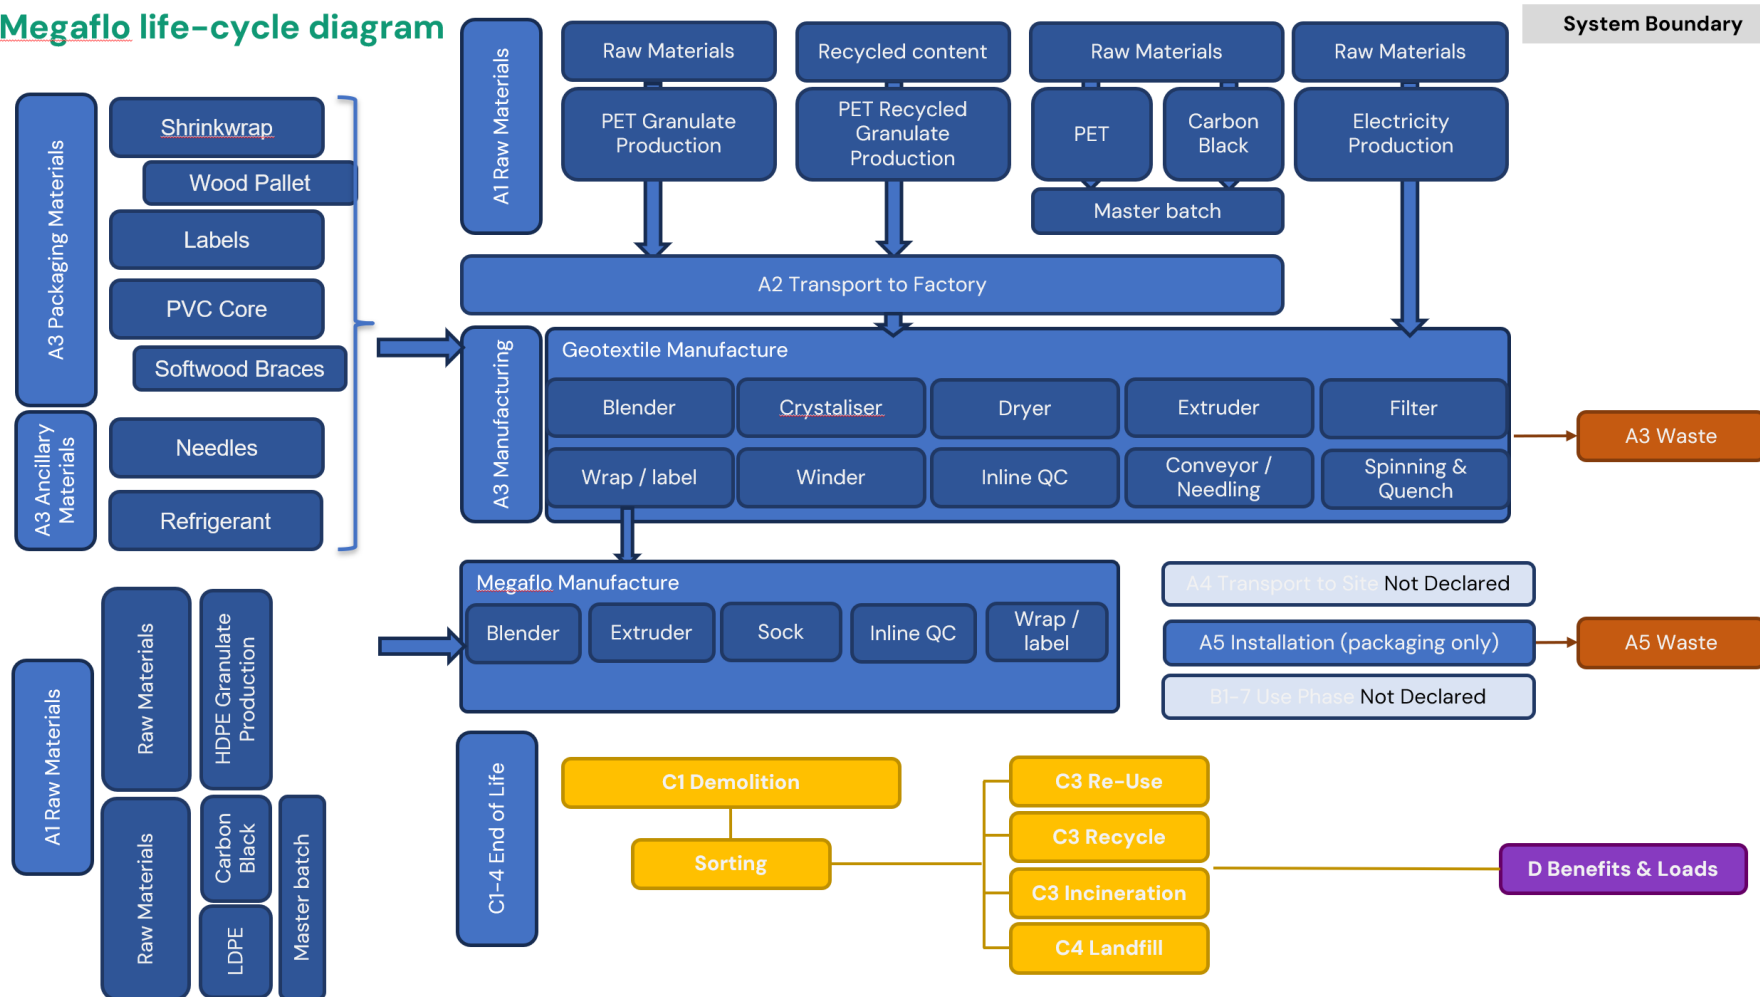 Megaflo life-cycle diagram
System Boundary
A1 Raw Materials
Raw Materials
Recycled content
Raw Materials
Raw Materials
PET Granulate
Production
PET Recycled
Granulate
Production
PET
Carbon
Black
Electricity
Production
Master batch
A2 Transport to Factory
A3 Packaging Materials
Shrinkwrap
Wood Pallet
Labels
PVC Core
Softwood Braces
A3 Ancillary
Materials
Needles
Refrigerant
A3 Manufacturing
Geotextile Manufacture
Blender
Crystaliser
Dryer
Extruder
Filter
Wrap / label
Winder
Inline QC
Conveyor /
Needling
Spinning &
Quench
A3 Waste
Megaflo Manufacture
Blender
Extruder
Sock
Inline QC
Wrap /
label
A4 Transport to Site Not Declared
A5 Installation (packaging only)
A5 Waste
B1-7 Use Phase Not Declared
A1 Raw Materials
Raw Materials
HDPE Granulate
Production
Raw Materials
Carbon
Black
LDPE
Master batch
C1-4 End of Life
C1 Demolition
Sorting
C3 Re-Use
C3 Recycle
C3 Incineration
C4 Landfill
D Benefits & Loads